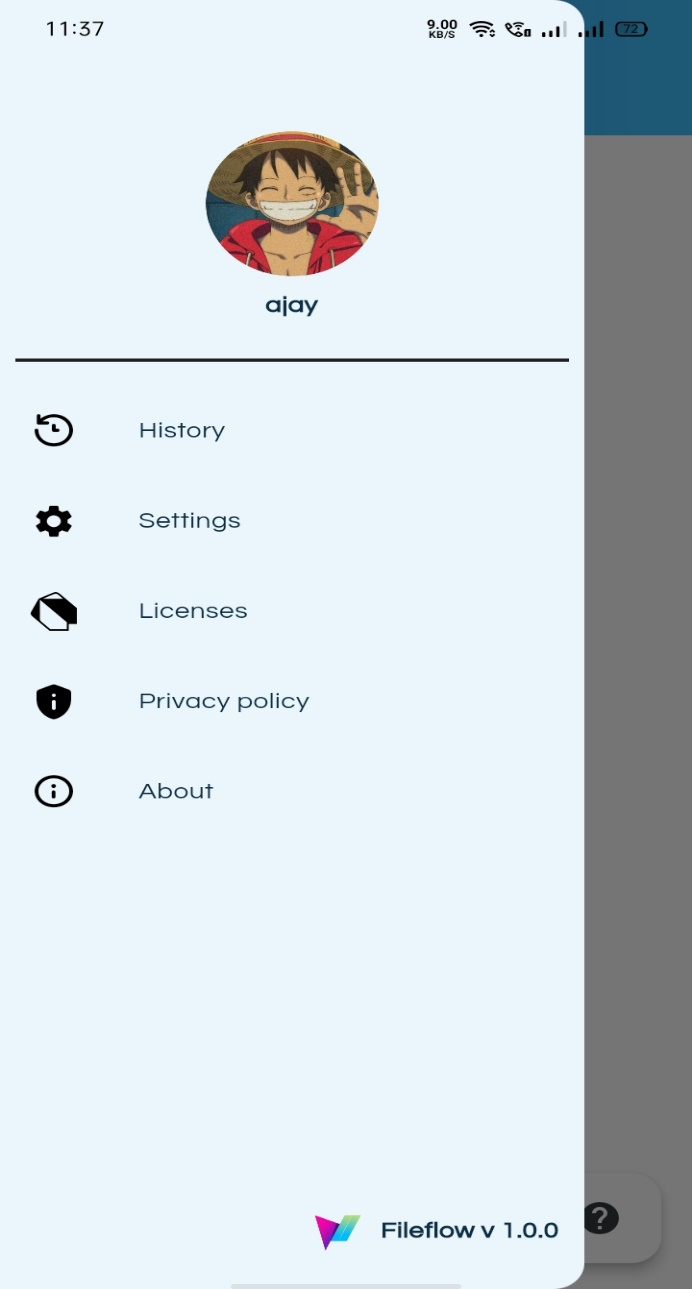 11:37
9.00
KB/S
72
ajay
History
Settings
Licenses
Privacy policy
About
Fileflow v 1.0.0
?